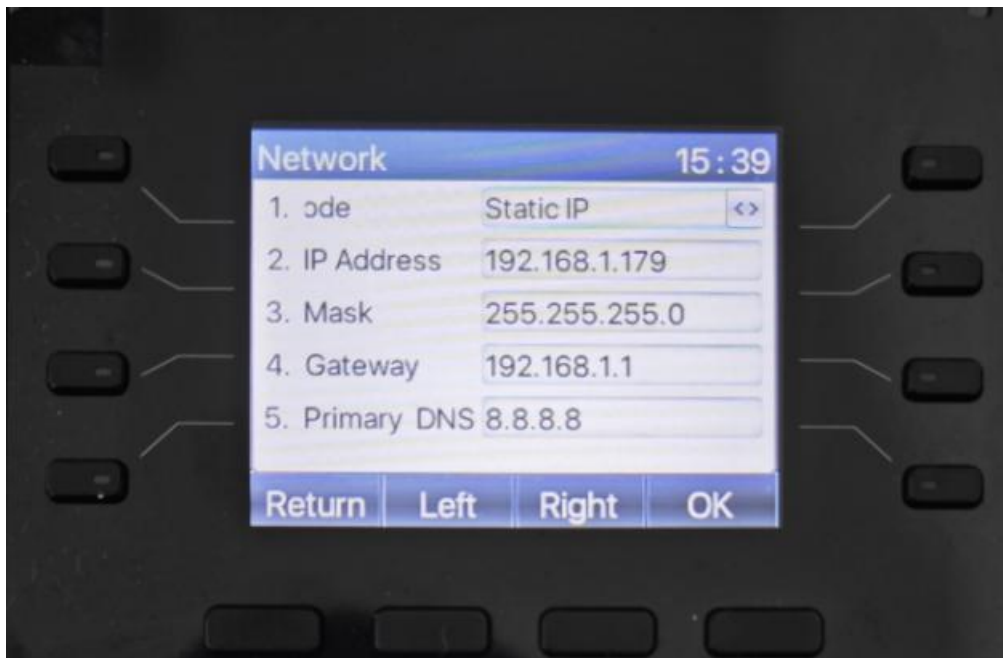 Network 15:39
1. ode Static IP <>
2. IP Address 192.168.1.179
3. Mask 255.255.255.0
4. Gateway 192.168.1.1
5. Primary DNS 8.8.8.8
Return Left Right OK